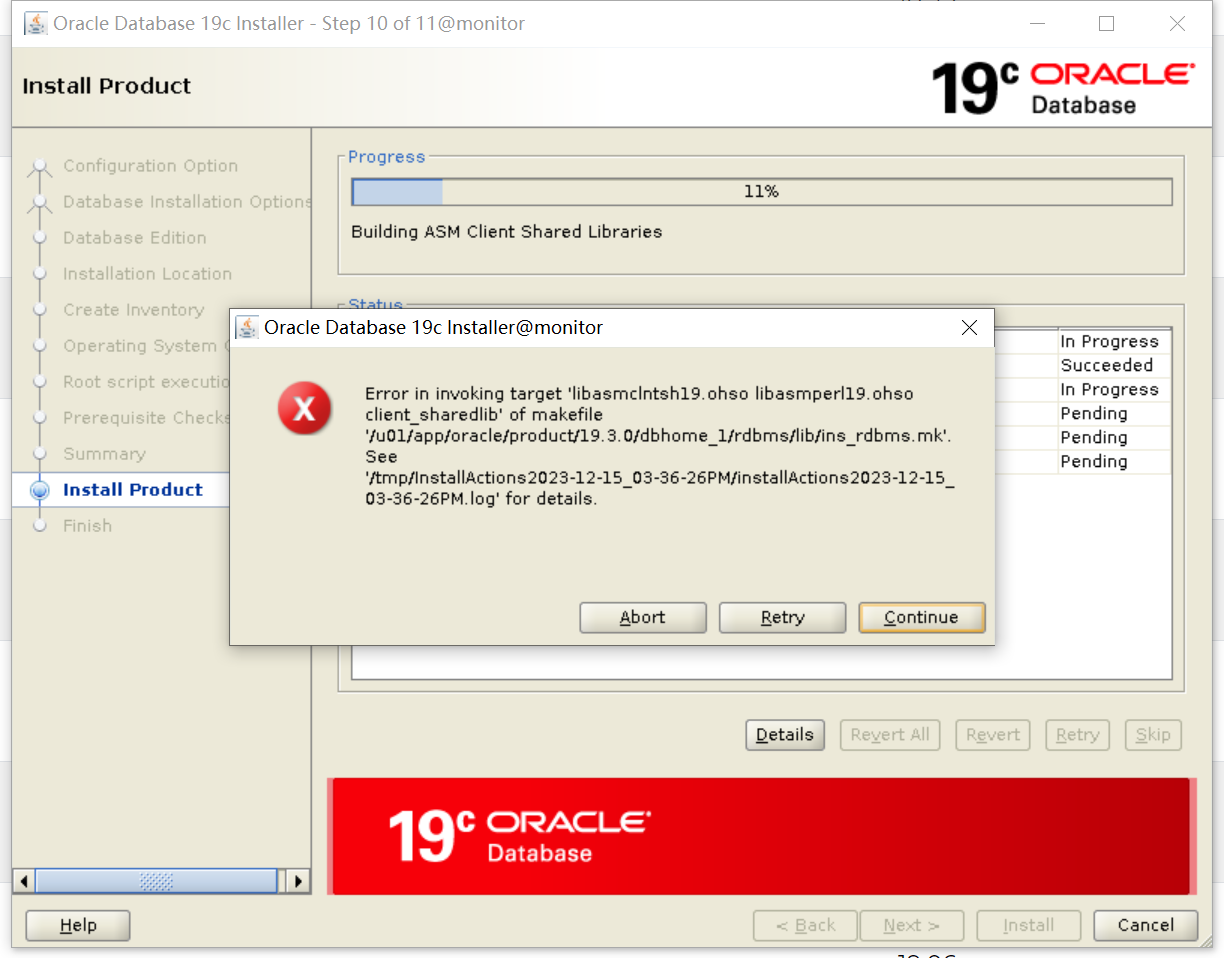 Oracle Database 19c Installer - Step 10 of 11@monitor
Install Product
19c ORACLE
Database
Configuration Option
Database Installation Options
Database Edition
Installation Location
Create Inventory
Operating System
Root script executio
Prerequisite Checks
Summary
Install Product
Finish
Progress
11%
Building ASM Client Shared Libraries
Status
In Progress
Succeeded
In Progress
Pending
Pending
Pending
Oracle Database 19c Installer@monitor
Error in invoking target 'libasmclntsh19.ohso libasmperl19.ohso
client_sharedlib' of makefile
'/u01/app/oracle/product/19.3.0/dbhome_1/rdbms/lib/ins_rdbms.mk'.
See
'/tmp/InstallActions2023-12-15_03-36-26PM/installActions2023-12-15_
03-36-26PM.log' for details.
Abort Retry Continue
Details Revert All Revert Retry Skip
19c ORACLE
Database
Help < Back Next > Install Cancel